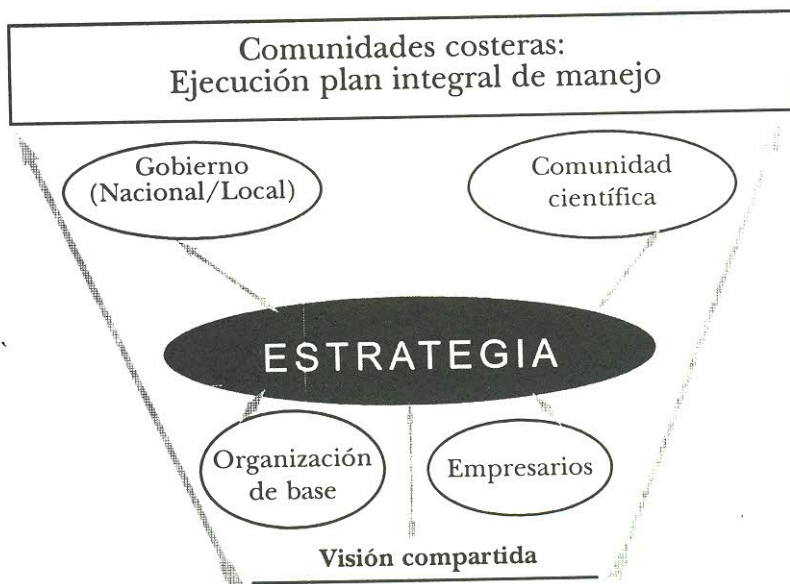 Comunidades costeras:
Ejecución plan integral de manejo
Gobierno
(Nacional/Local)
Comunidad
científica
ESTRATEGIA
Organización
de base
Empresarios
Visión compartida